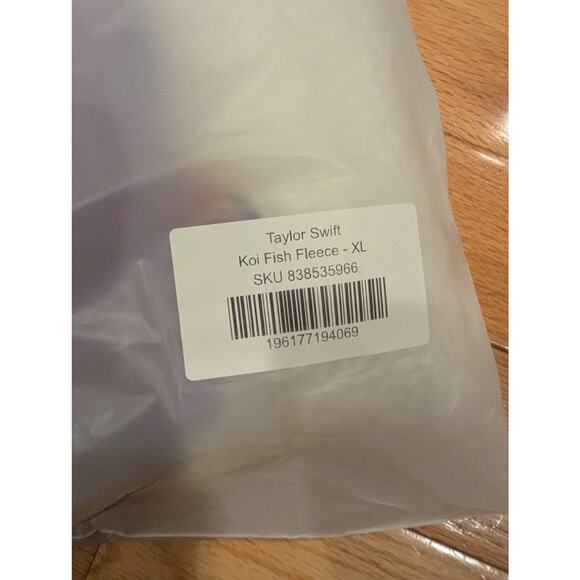 Taylor Swift
Koi Fish Fleece - XL
SKU 838535966
196177194069